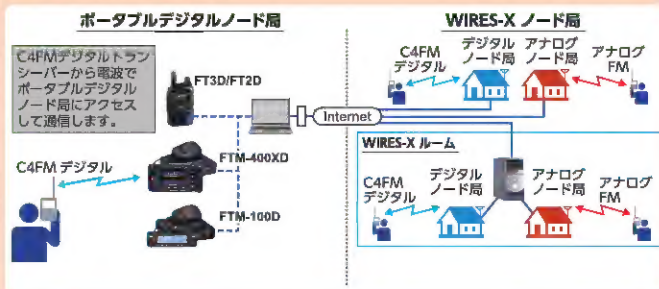 ポータブルデジタルノード局
C4FMデジタルトラン
シーバーから電波で
ポータブルデジタル
ノード局にアクセス
して通信します。
FT3D/FT2D
C4FM デジタル
FTM-400XD
FTM-100D
Internet
WIRES-X ノード局
C4FM
デジタル
デジタル
ノード局
アナログ
ノード局
アナログ
FM
WIRES-X ルーム
C4FM
デジタル
デジタル
ノード局
アナログ
ノード局
アナログ
FM